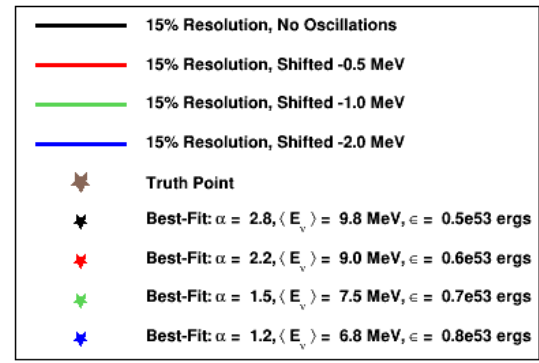 15% Resolution, No Oscillations
15% Resolution, Shifted -0.5 MeV
15% Resolution, Shifted -1.0 MeV
15% Resolution, Shifted -2.0 MeV
Truth Point
Best-Fit: α = 2.8, ⟨ E_ν ⟩ = 9.8 MeV, ϵ = 0.5e53 ergs
Best-Fit: α = 2.2, ⟨ E_ν ⟩ = 9.0 MeV, ϵ = 0.6e53 ergs
Best-Fit: α = 1.5, ⟨ E_ν ⟩ = 7.5 MeV, ϵ = 0.7e53 ergs
Best-Fit: α = 1.2, ⟨ E_ν ⟩ = 6.8 MeV, ϵ = 0.8e53 ergs